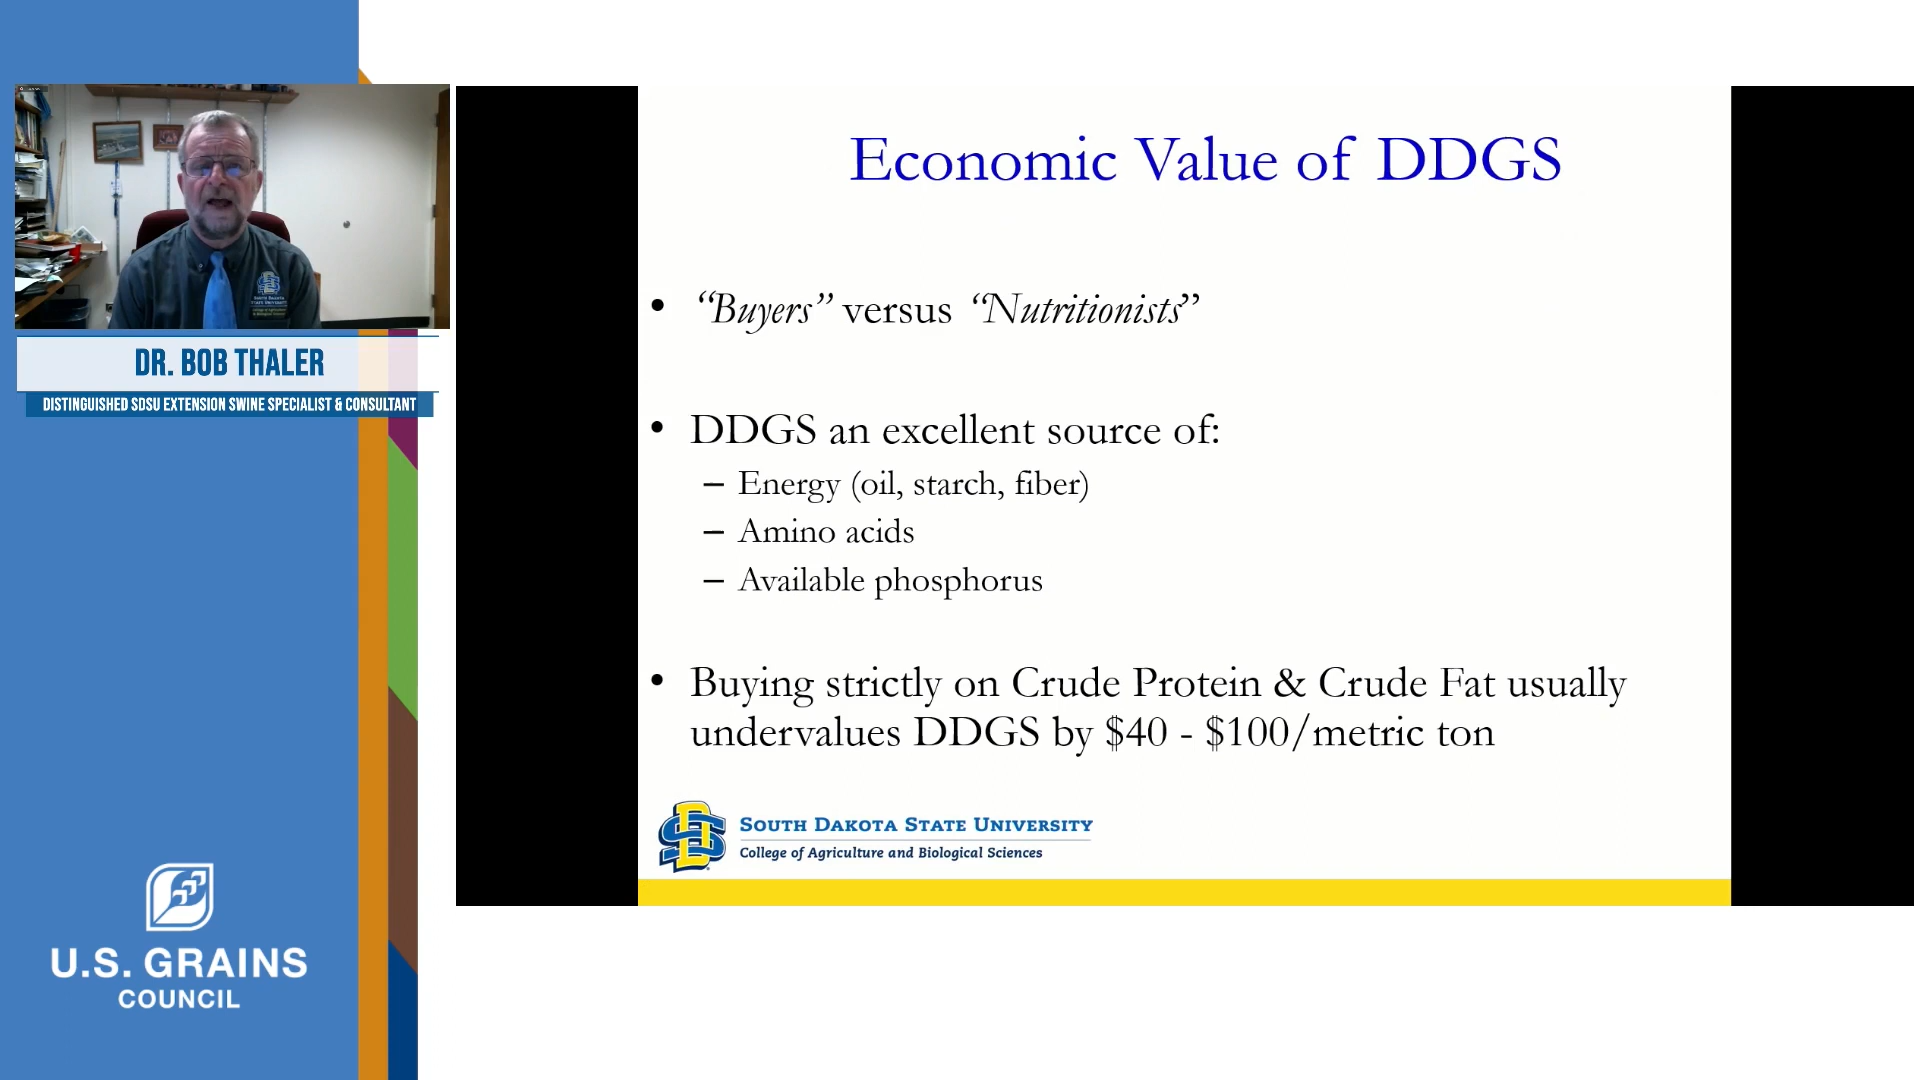 DR. BOB THALER
DISTINGUISHED SDSU EXTENSION SWINE SPECIALIST & CONSULTANT
U.S. GRAINS
COUNCIL
Economic Value of DDGS
• “Buyers” versus “Nutritionists”
• DDGS an excellent source of:
– Energy (oil, starch, fiber)
– Amino acids
– Available phosphorus
• Buying strictly on Crude Protein & Crude Fat usually
undervalues DDGS by $40 - $100/metric ton
SOUTH DAKOTA STATE UNIVERSITY
College of Agriculture and Biological Sciences